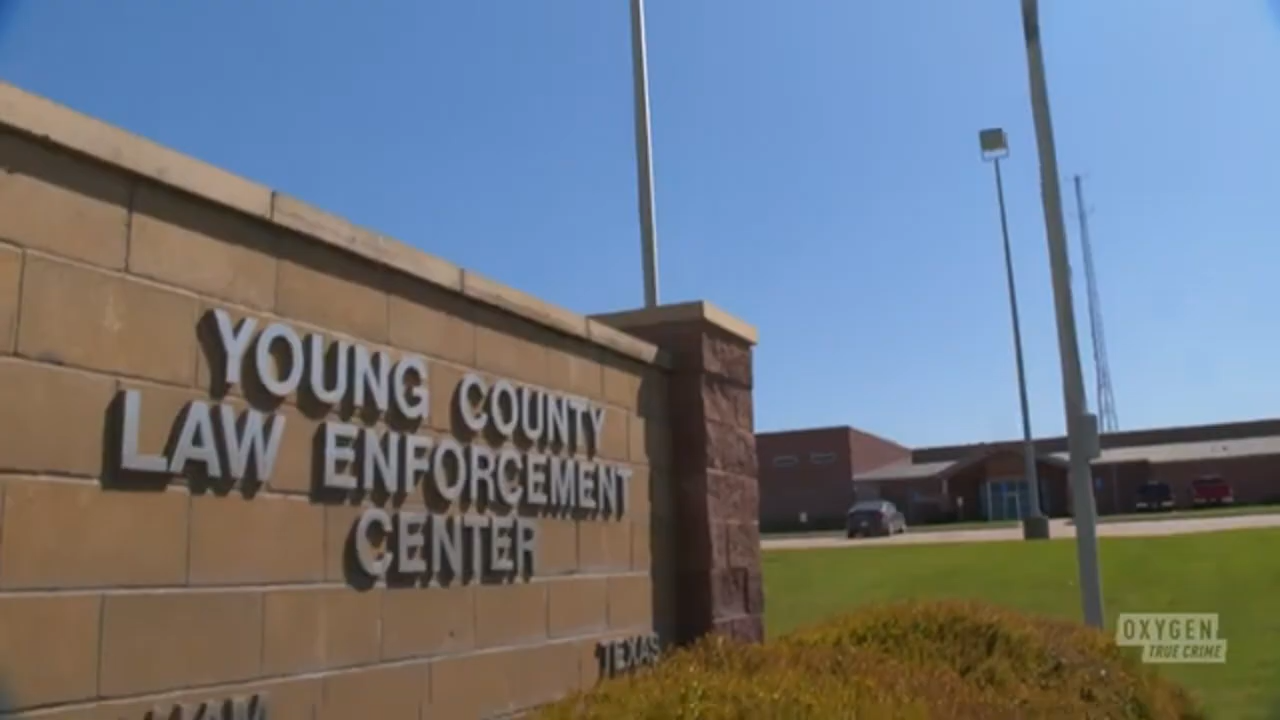 YOUNG COUNTY
LAW ENFORCEMENT
CENTER
TEXAS
OXYGEN
TRUE CRIME